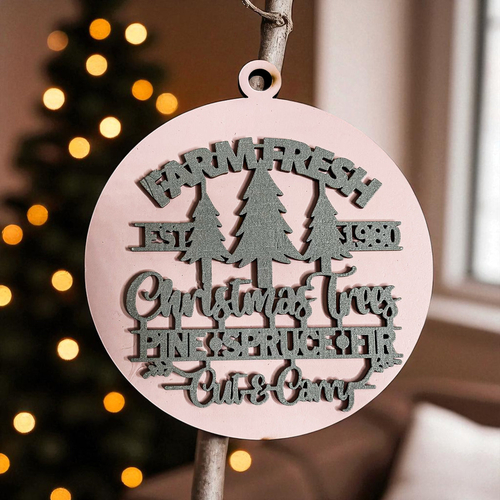 FARM FRESH
EST 1980
Christmas Trees
PINE • SPRUCE • FIR
Cut & Carry